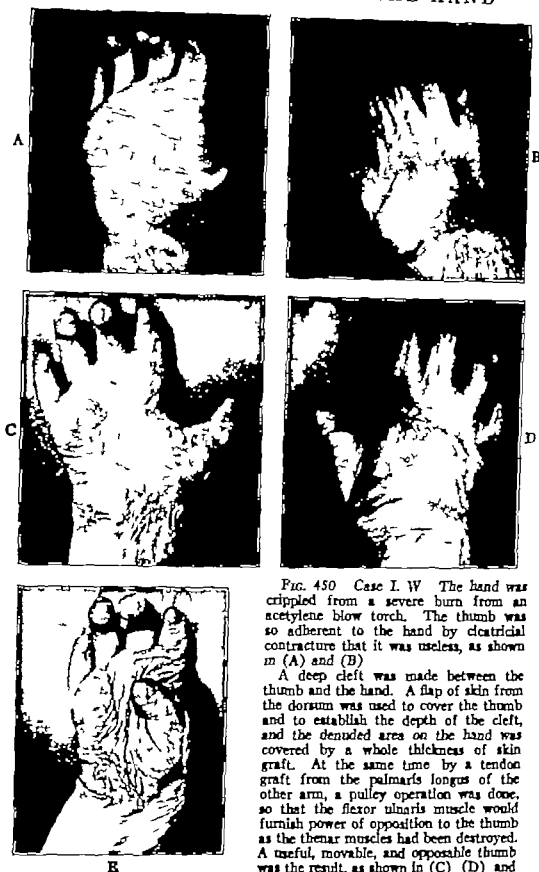 HAND
A
B
C
D
E
FIG. 450 Case I. W The hand was
crippled from a severe burn from an
acetylene blow torch. The thumb was
so adherent to the hand by cicatricial
contracture that it was useless, as shown
in (A) and (B)
A deep cleft was made between the
thumb and the hand. A flap of skin from
the dorsum was used to cover the thumb
and to establish the depth of the cleft,
and the denuded area on the hand was
covered by a whole thickness of skin
graft. At the same time by a tendon
graft from the palmaris longus of the
other arm, a pulley operation was done,
so that the flexor ulnaris muscle would
furnish power of opposition to the thumb
as the thenar muscles had been destroyed.
A useful, movable, and opposable thumb
was the result, as shown in (C) (D) and